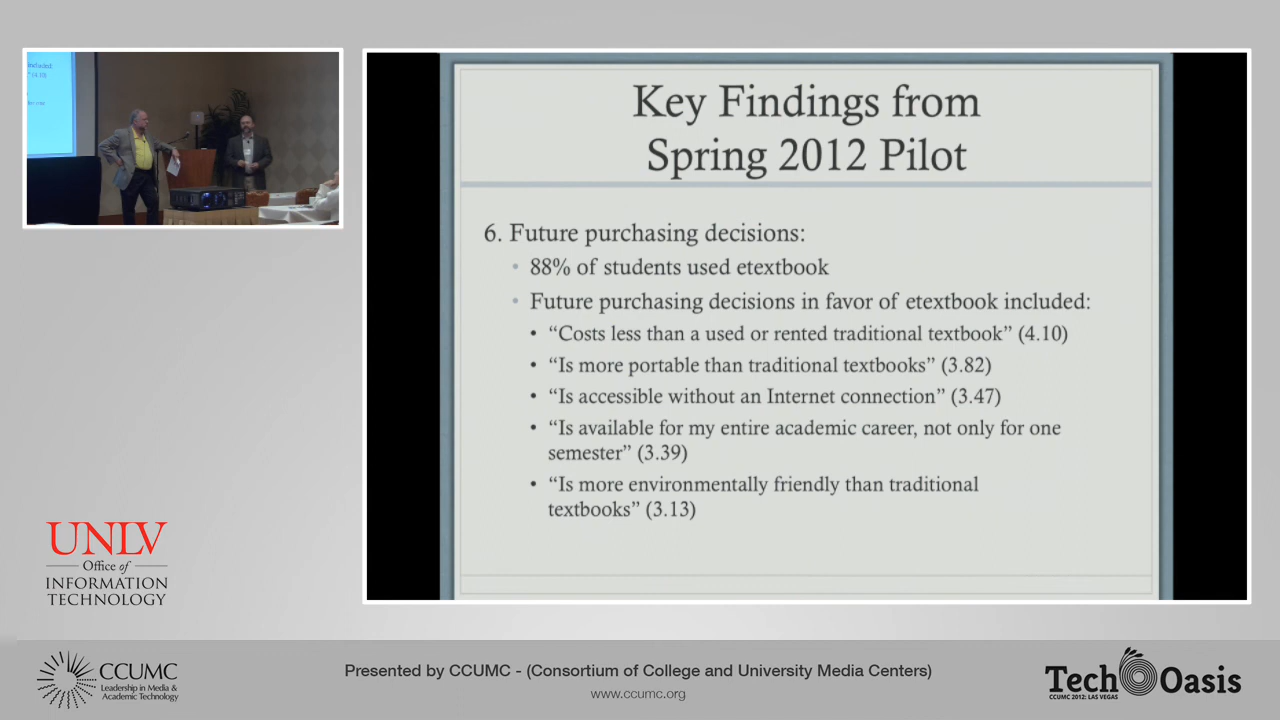 Key Findings from
Spring 2012 Pilot
6. Future purchasing decisions:
• 88% of students used etextbook
• Future purchasing decisions in favor of etextbook included:
• “Costs less than a used or rented traditional textbook” (4.10)
• “Is more portable than traditional textbooks” (3.82)
• “Is accessible without an Internet connection” (3.47)
• “Is available for my entire academic career, not only for one
semester” (3.39)
• “Is more environmentally friendly than traditional
textbooks” (3.13)
UNLV
Office of
INFORMATION
TECHNOLOGY
CCUMC
Leadership in Media &
Academic Technology
Presented by CCUMC - (Consortium of College and University Media Centers)
www.ccumc.org
Tech Oasis
CCUMC 2012: LAS VEGAS